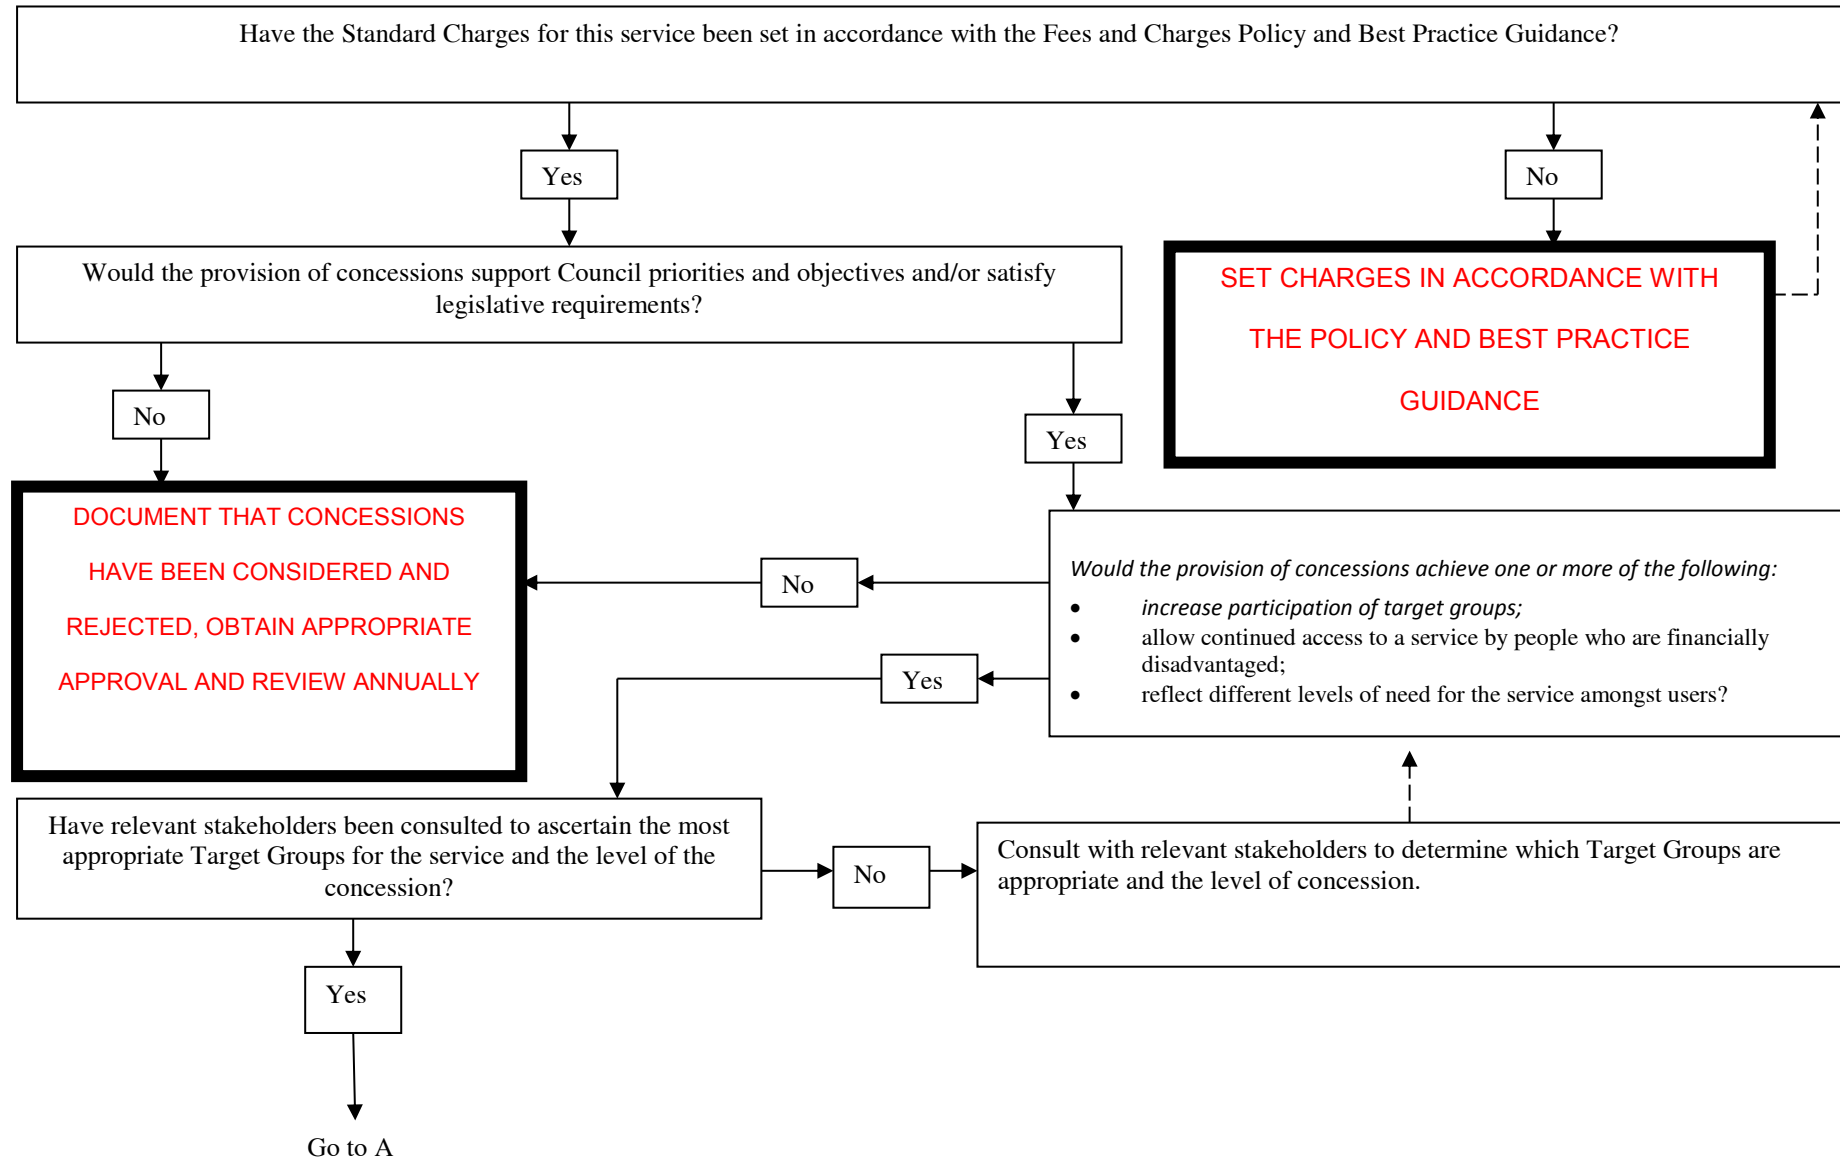 Have the Standard Charges for this service been set in accordance with the Fees and Charges Policy and Best Practice Guidance?
Yes
No
Would the provision of concessions support Council priorities and objectives and/or satisfy
legislative requirements?
SET CHARGES IN ACCORDANCE WITH
THE POLICY AND BEST PRACTICE
GUIDANCE
No
Yes
DOCUMENT THAT CONCESSIONS
HAVE BEEN CONSIDERED AND
REJECTED, OBTAIN APPROPRIATE
APPROVAL AND REVIEW ANNUALLY
No
Yes
Would the provision of concessions achieve one or more of the following:
• increase participation of target groups;
• allow continued access to a service by people who are financially
disadvantaged;
• reflect different levels of need for the service amongst users?
Have relevant stakeholders been consulted to ascertain the most
appropriate Target Groups for the service and the level of the
concession?
No
Consult with relevant stakeholders to determine which Target Groups are
appropriate and the level of concession.
Yes
Go to A